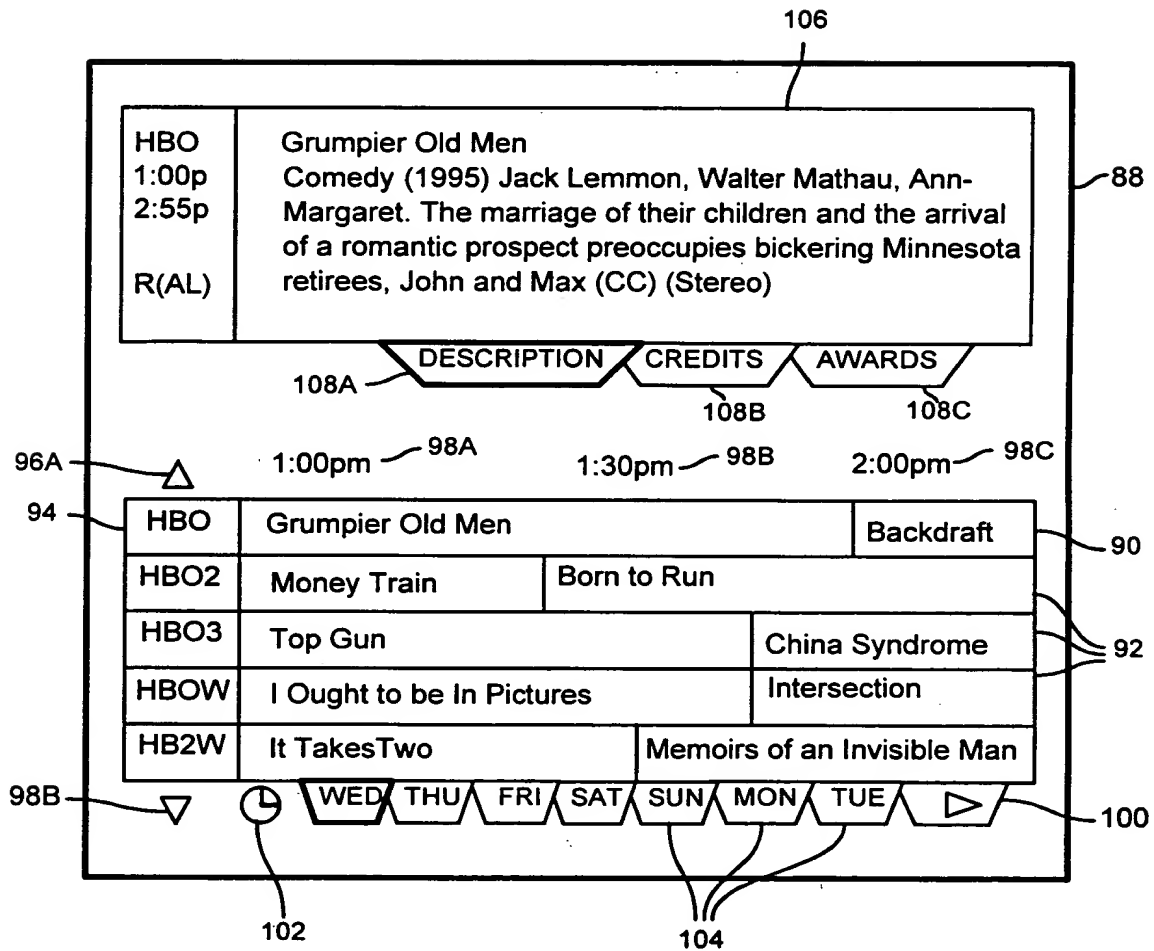 106
HBO
1:00p
2:55p
R(AL)
Grumpier Old Men
Comedy (1995) Jack Lemmon, Walter Mathau, Ann-
Margaret. The marriage of their children and the arrival
of a romantic prospect preoccupies bickering Minnesota
retirees, John and Max (CC) (Stereo)
88
DESCRIPTION CREDITS AWARDS
108A 108B 108C
96A 1:00pm 98A 1:30pm 98B 2:00pm 98C
94 HBO Grumpier Old Men Backdraft 90
HBO2 Money Train Born to Run
HBO3 Top Gun China Syndrome 92
HBOW I Ought to be In Pictures Intersection
HB2W It TakesTwo Memoirs of an Invisible Man
98B WED THU FRI SAT SUN MON TUE 100
102 104